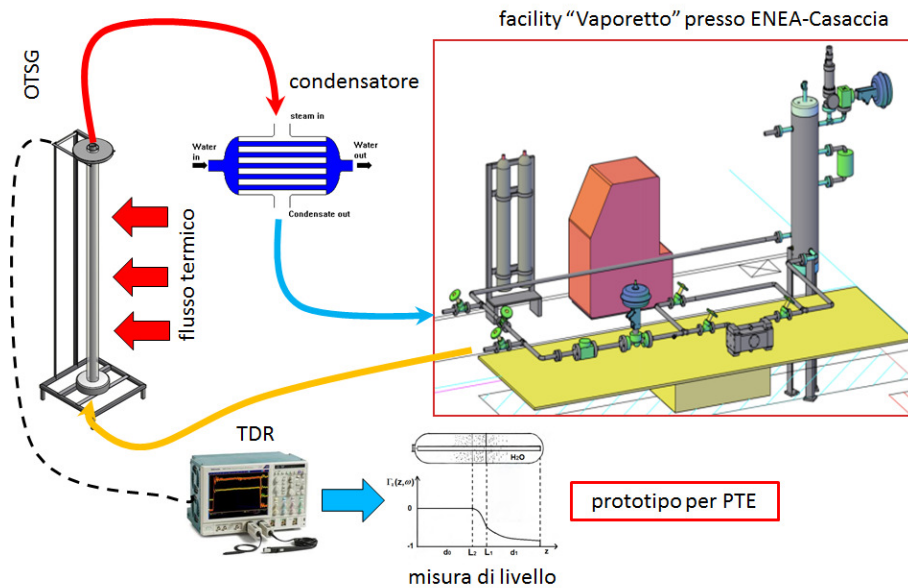 facility “Vaporetto” presso ENEA-Casaccia
OTSG
condensatore
steam in
Water
in
Water
out
Condensate out
flusso termico
TDR
H₂O
Γᵢ(z,ω)
0
-1
d₀
L₂
L₁
d₁
z
misura di livello
prototipo per PTE